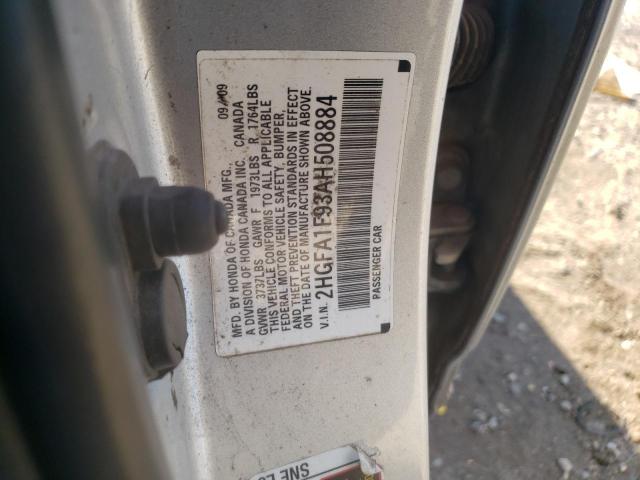 MFD. BY HONDA OF CANADA MFG. 09/09
A DIVISION OF HONDA CANADA INC. CANADA
GVWR 3737LBS GAWR F 1973LBS R 1764LBS
THIS VEHICLE CONFORMS TO ALL APPLICABLE
FEDERAL MOTOR VEHICLE SAFETY, BUMPER,
AND THEFT PREVENTION STANDARDS IN EFFECT
ON THE DATE OF MANUFACTURE SHOWN ABOVE.
V.I.N. 2HGFA1F93AH508884
PASSENGER CAR
SNE